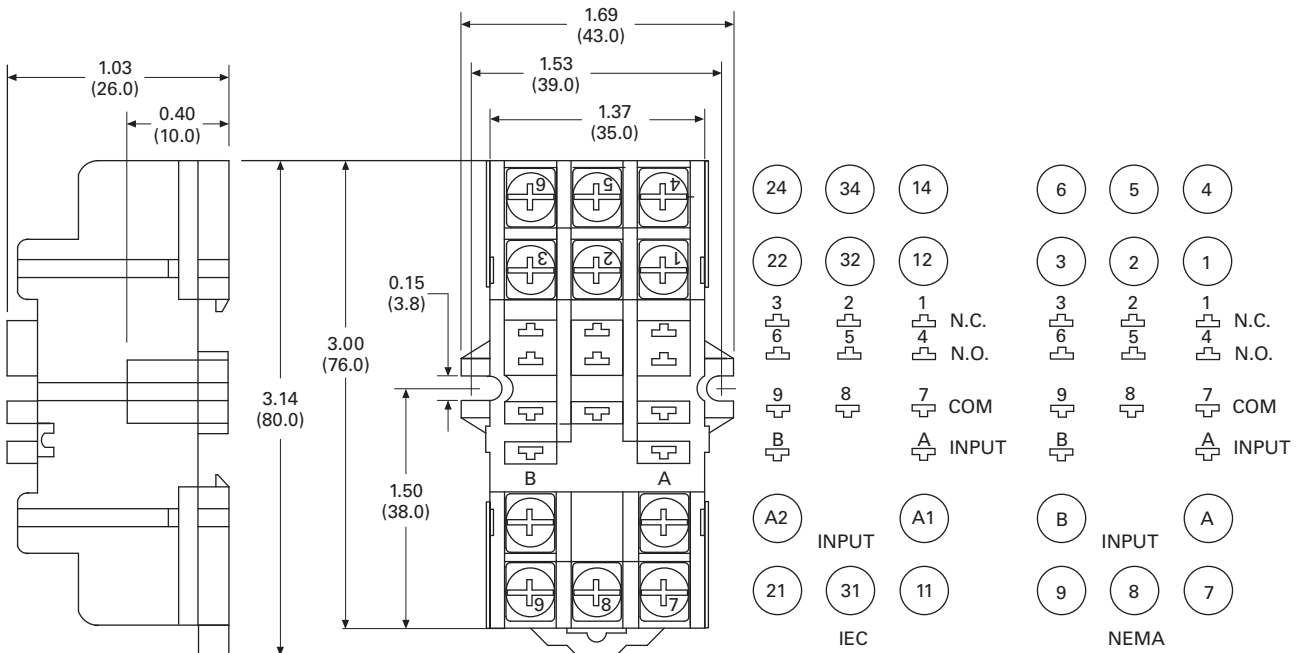 1.69
(43.0)
1.03
(26.0)
1.53
(39.0)
0.40
(10.0)
1.37
(35.0)
6 5 4
3 2 1
0.15
(3.8)
3.00
(76.0)
3.14
(80.0)
1.50
(38.0)
B A
9 8 7
24 34 14
22 32 12
3 2 1 N.C.
6 5 4 N.O.
9 8 7 COM
B A INPUT
A2 A1
INPUT
21 31 11
IEC
6 5 4
3 2 1
3 2 1 N.C.
6 5 4 N.O.
9 8 7 COM
B A INPUT
B A
INPUT
9 8 7
NEMA